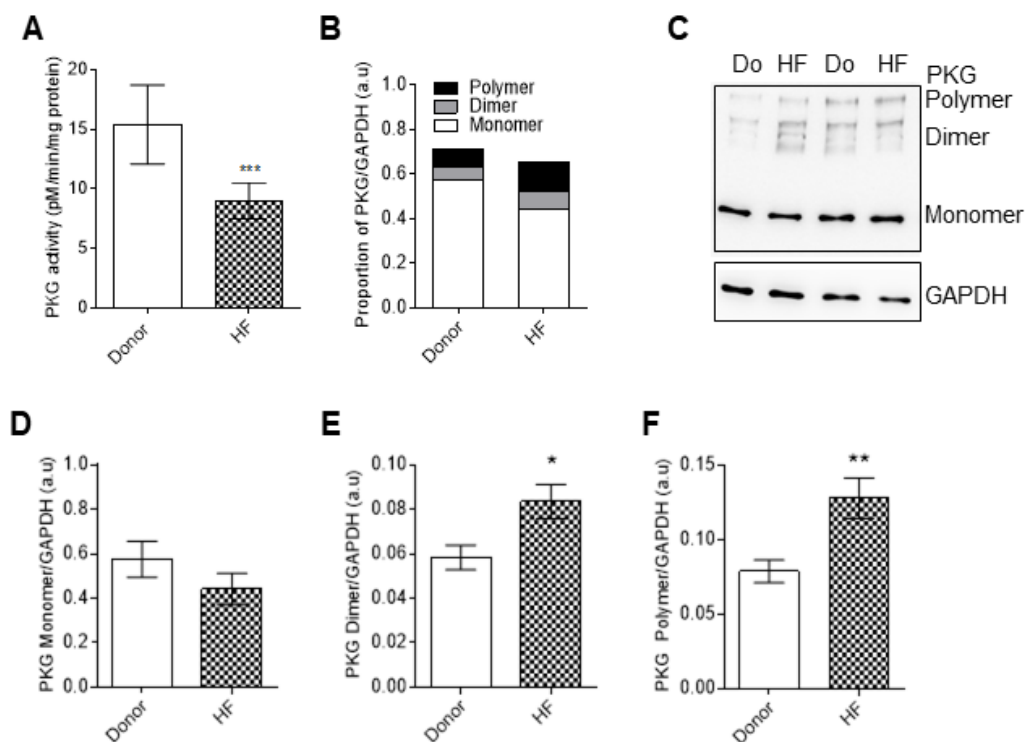 A
PKG activity (pM/min/mg protein)
20
15
10
5
0
***
Donor
HF
B
Proportion of PKG/GAPDH (a.u)
1.0
0.8
0.6
0.4
0.2
0.0
Polymer
Dimer
Monomer
Donor
HF
C
Do HF Do HF
PKG
Polymer
Dimer
Monomer
GAPDH
D
PKG Monomer/GAPDH (a.u)
1.0
0.8
0.6
0.4
0.2
0.0
Donor
HF
E
PKG Dimer/GAPDH (a.u)
0.10
0.08
0.06
0.04
0.02
0.00
*
Donor
HF
F
PKG Polymer/GAPDH (a.u)
0.15
0.10
0.05
0.00
**
Donor
HF